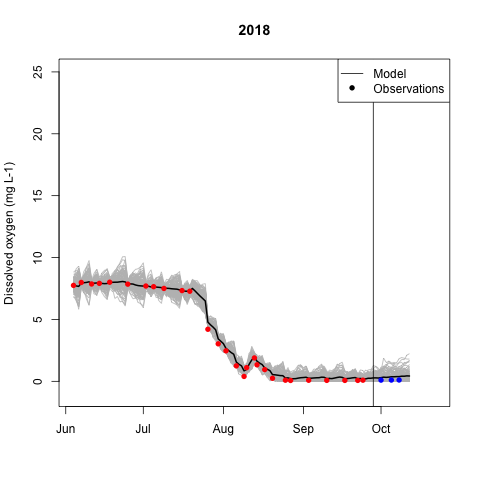 2018
Model
Observations
Dissolved oxygen (mg L-1)
25
20
15
10
5
0
Jun
Jul
Aug
Sep
Oct